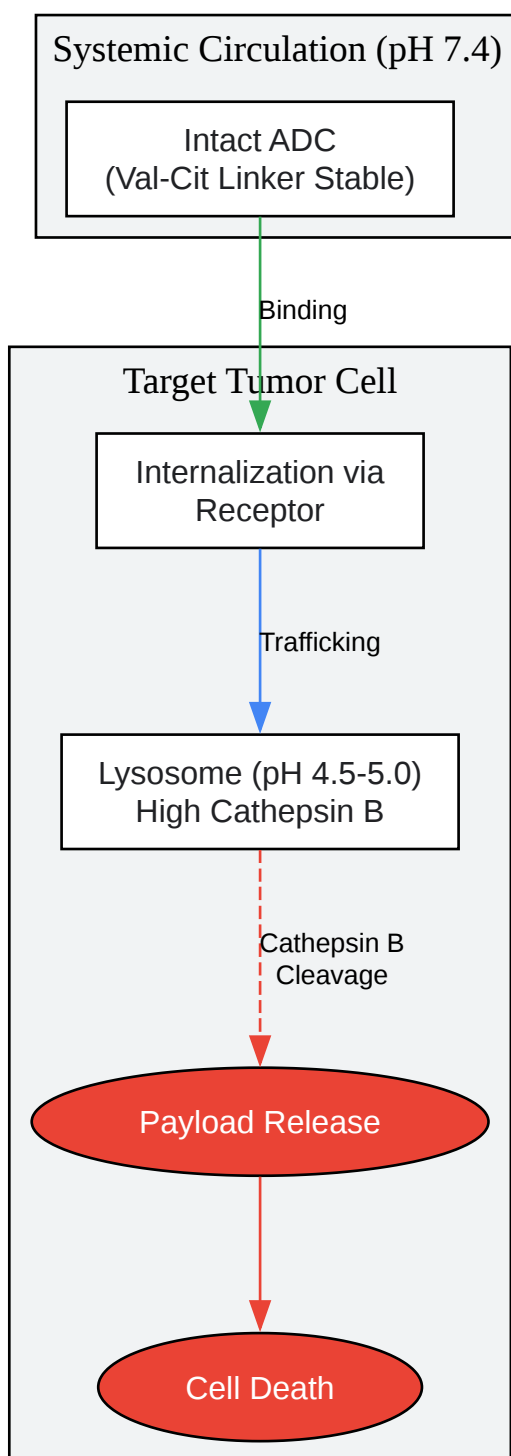 Systemic Circulation (pH 7.4)
Intact ADC
(Val-Cit Linker Stable)
Binding
Target Tumor Cell
Internalization via
Receptor
Trafficking
Lysosome (pH 4.5-5.0)
High Cathepsin B
Cathepsin B
Cleavage
Payload Release
Cell Death